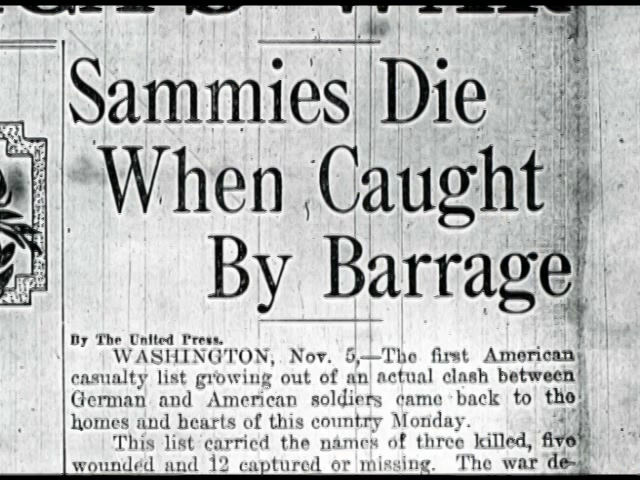 Sammies Die
When Caught
By Barrage
By The United Press.
WASHINGTON, Nov. 5,—The first American
casualty list growing out of an actual clash between
German and American soldiers came back to the
homes and hearts of this country Monday.
This list carried the names of three killed, five
wounded and 12 captured or missing. The war de-